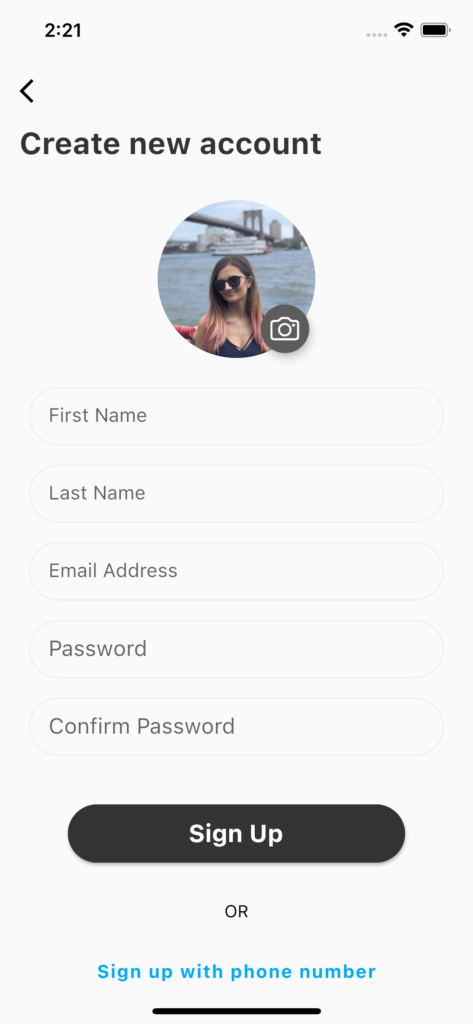 2:21
Create new account
First Name
Last Name
Email Address
Password
Confirm Password
Sign Up
OR
Sign up with phone number